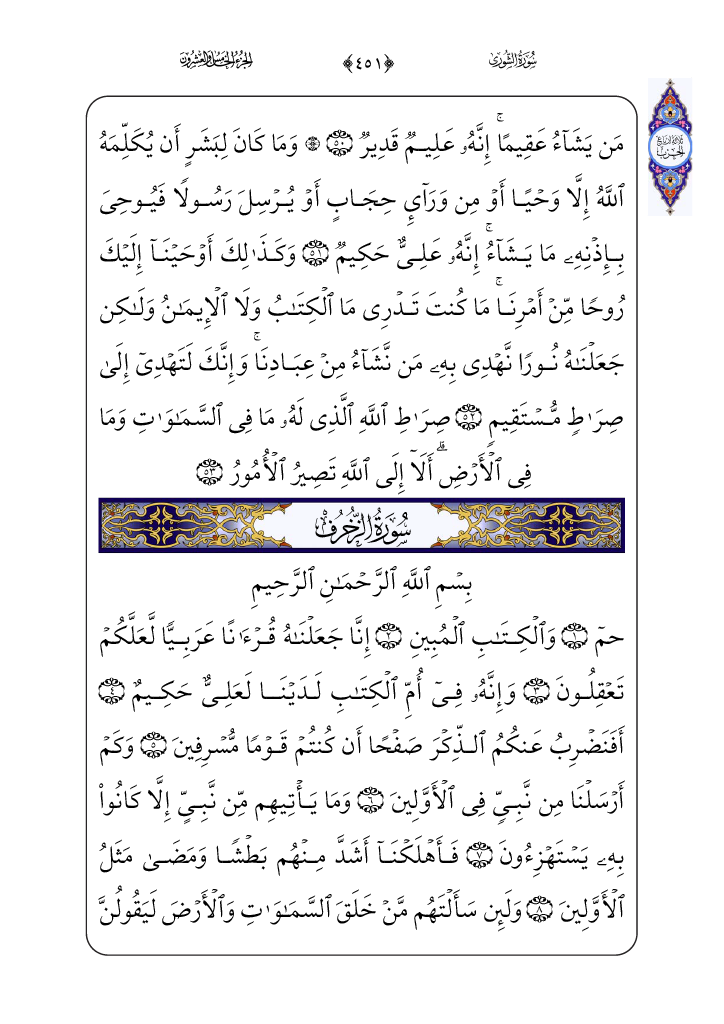 سُورَةُ الشُّورَىٰ ﴿٤٥١﴾ الجُزْءُ الخَامِسُ وَالعِشْرُونَ
ثلاثة أرباع
الحزب
مَن يَشَآءُ عَقِيمًاۚ إِنَّهُۥ عَلِيمٌ قَدِيرٌ ٥٠ ۞ وَمَا كَانَ لِبَشَرٍ أَن يُكَلِّمَهُ
ٱللَّهُ إِلَّا وَحْيًا أَوْ مِن وَرَآيِٕ حِجَابٍ أَوْ يُرْسِلَ رَسُولًا فَيُوحِىَ
بِإِذْنِهِۦ مَا يَشَآءُۚ إِنَّهُۥ عَلِىٌّ حَكِيمٌ ٥١ وَكَذَٰلِكَ أَوْحَيْنَآ إِلَيْكَ
رُوحًا مِّنْ أَمْرِنَاۚ مَا كُنتَ تَدْرِى مَا ٱلْكِتَٰبُ وَلَا ٱلْإِيمَٰنُ وَلَٰكِن
جَعَلْنَٰهُ نُورًا نَّهْدِى بِهِۦ مَن نَّشَآءُ مِنْ عِبَادِنَاۚ وَإِنَّكَ لَتَهْدِىٓ إِلَىٰ
صِرَٰطٍ مُّسْتَقِيمٍ ٥٢ صِرَٰطِ ٱللَّهِ ٱلَّذِى لَهُۥ مَا فِى ٱلسَّمَٰوَٰتِ وَمَا
فِى ٱلْأَرْضِۗ أَلَآ إِلَى ٱللَّهِ تَصِيرُ ٱلْأُمُورُ ٥٣
سُورَةُ الزُّخْرُفِ
بِسْمِ ٱللَّهِ ٱلرَّحْمَٰنِ ٱلرَّحِيمِ
حمٓ ١ وَٱلْكِتَٰبِ ٱلْمُبِينِ ٢ إِنَّا جَعَلْنَٰهُ قُرْءَٰنًا عَرَبِيًّا لَّعَلَّكُمْ
تَعْقِلُونَ ٣ وَإِنَّهُۥ فِىٓ أُمِّ ٱلْكِتَٰبِ لَدَيْنَا لَعَلِىٌّ حَكِيمٌ ٤
أَفَنَضْرِبُ عَنكُمُ ٱلذِّكْرَ صَفْحًا أَن كُنتُمْ قَوْمًا مُّسْرِفِينَ ٥ وَكَمْ
أَرْسَلْنَا مِن نَّبِىٍّ فِى ٱلْأَوَّلِينَ ٦ وَمَا يَأْتِيهِم مِّن نَّبِىٍّ إِلَّا كَانُوا۟
بِهِۦ يَسْتَهْزِءُونَ ٧ فَأَهْلَكْنَآ أَشَدَّ مِنْهُم بَطْشًا وَمَضَىٰ مَثَلُ
ٱلْأَوَّلِينَ ٨ وَلَئِن سَأَلْتَهُم مَّنْ خَلَقَ ٱلسَّمَٰوَٰتِ وَٱلْأَرْضَ لَيَقُولُنَّ